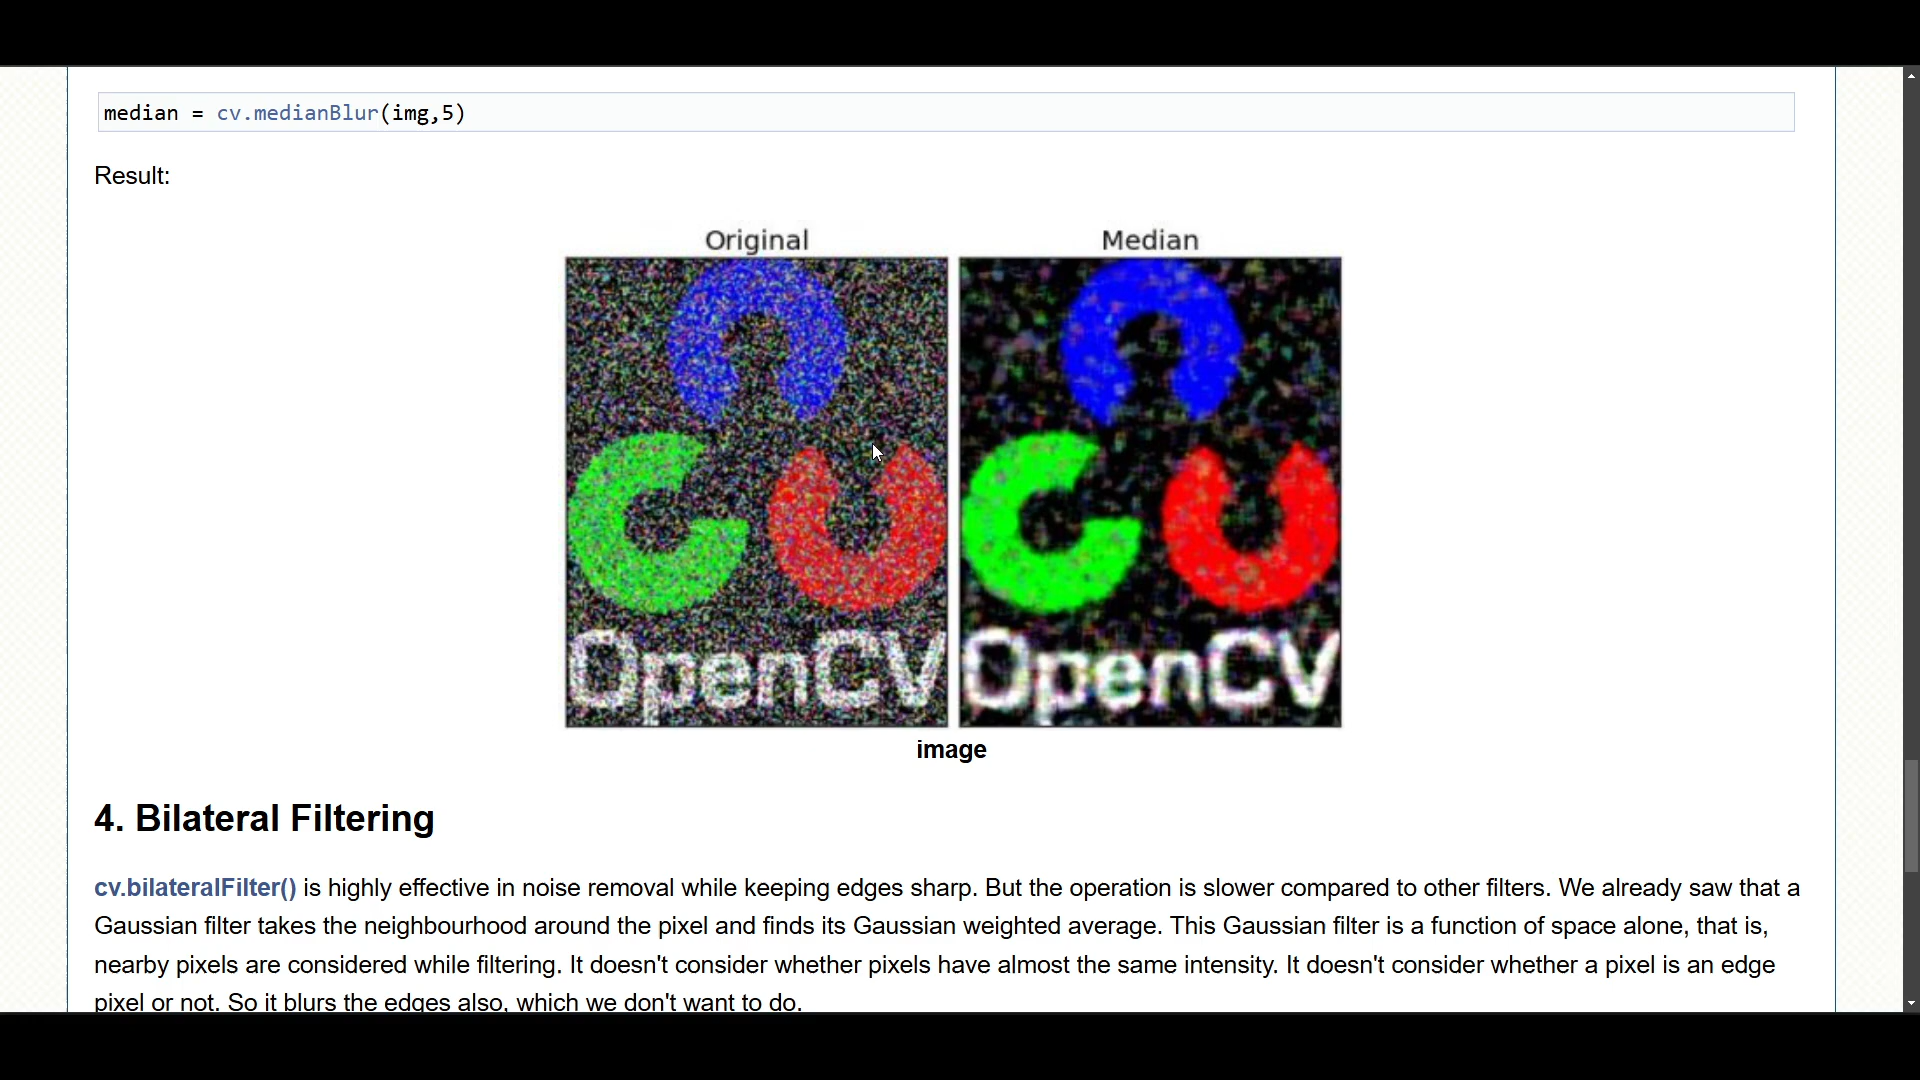 median = cv.medianBlur(img,5)
Result:
Original Median
OpenCV OpenCV
image
4. Bilateral Filtering
cv.bilateralFilter() is highly effective in noise removal while keeping edges sharp. But the operation is slower compared to other filters. We already saw that a
Gaussian filter takes the neighbourhood around the pixel and finds its Gaussian weighted average. This Gaussian filter is a function of space alone, that is,
nearby pixels are considered while filtering. It doesn't consider whether pixels have almost the same intensity. It doesn't consider whether a pixel is an edge
pixel or not. So it blurs the edges also, which we don't want to do.